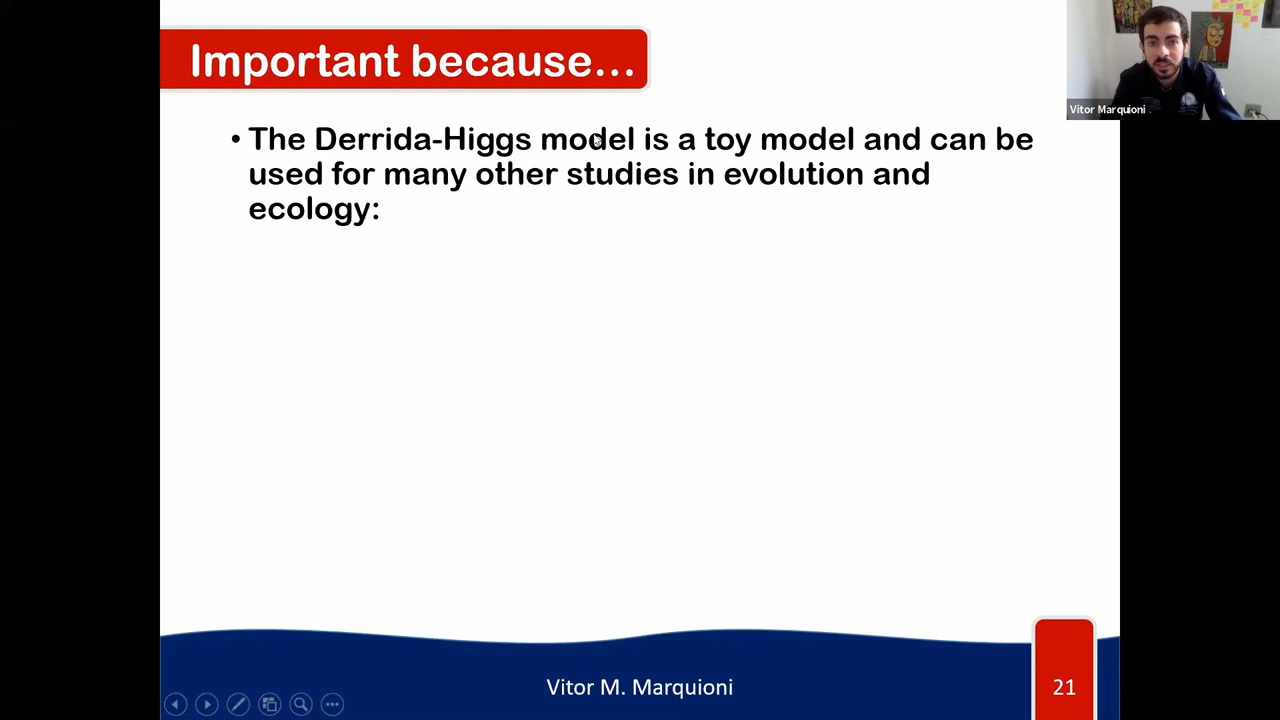 Important because...
• The Derrida-Higgs model is a toy model and can be
used for many other studies in evolution and
ecology:
Vitor Marquioni
Vitor M. Marquioni
21